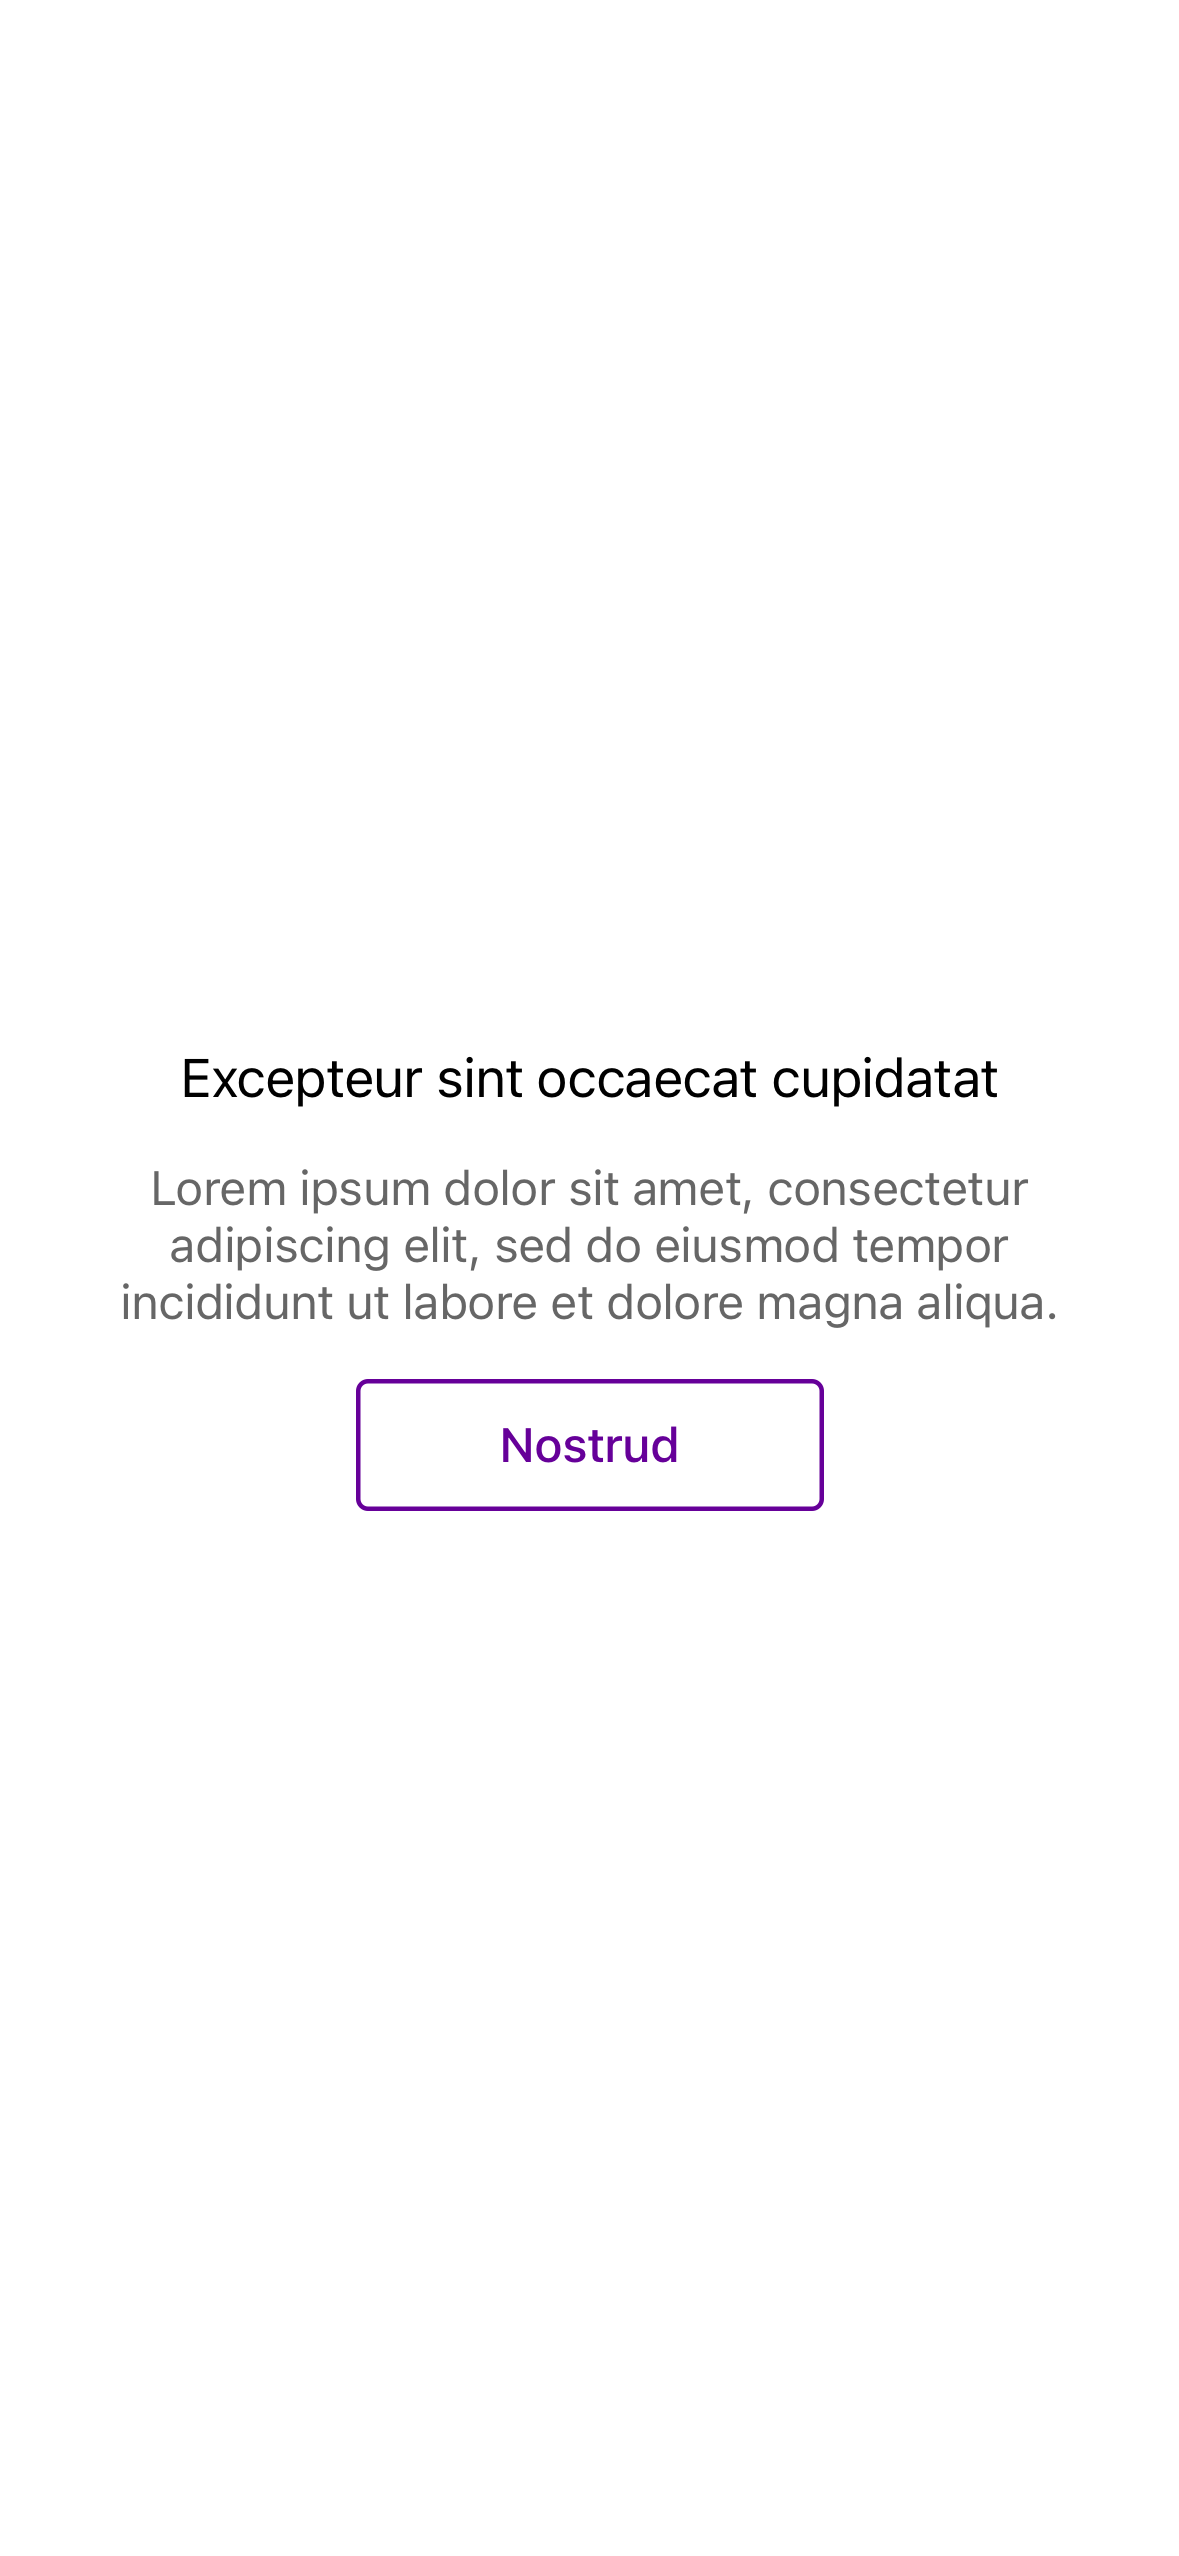 Excepteur sint occaecat cupidatat
Lorem ipsum dolor sit amet, consectetur
adipiscing elit, sed do eiusmod tempor
incididunt ut labore et dolore magna aliqua.
Nostrud